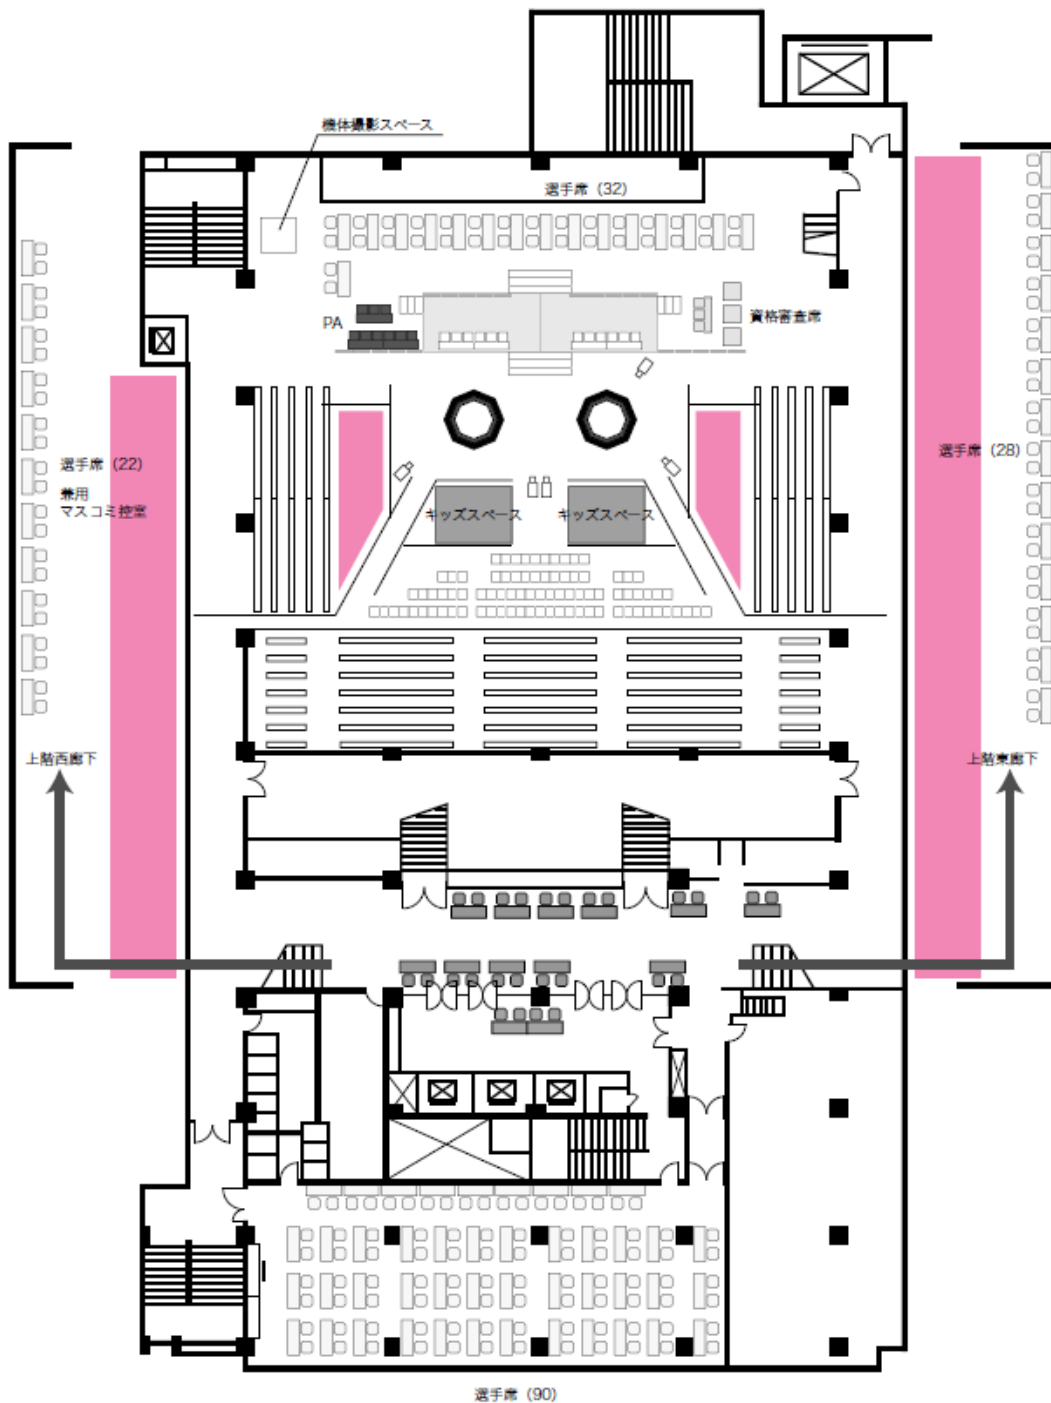 機体撮影スペース
選手席 (32)
PA
資格審査席
選手席 (22)
兼用
マスコミ控室
選手席 (28)
キッズスペース
キッズスペース
上階西廊下
上階東廊下
選手席 (90)